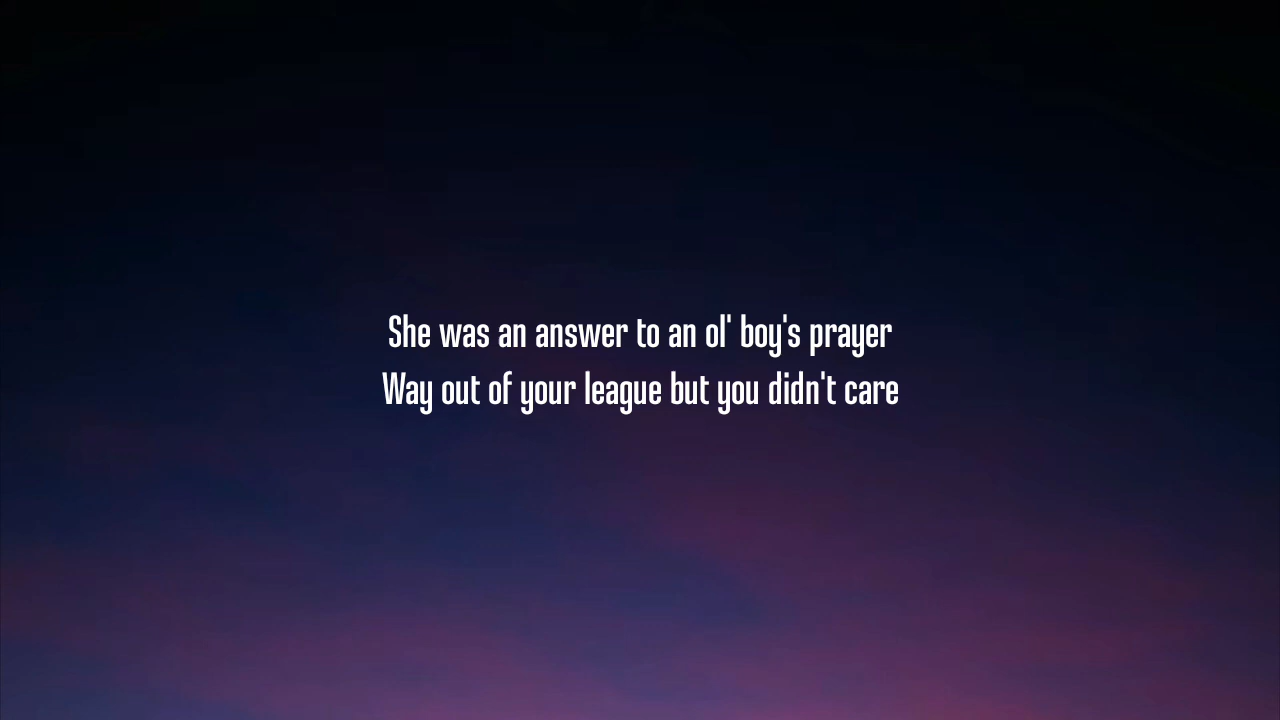 She was an answer to an ol' boy's prayer
Way out of your league but you didn't care